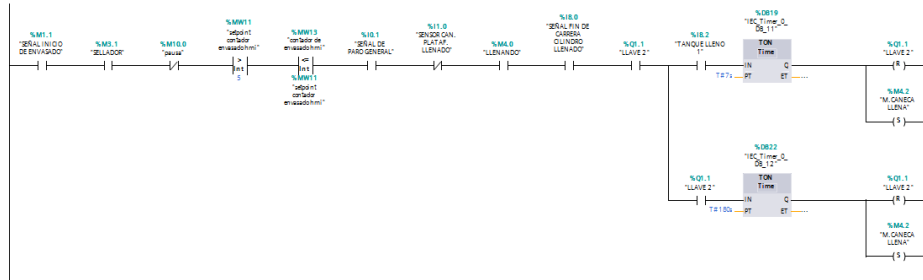 %DB19
"IEC_Timer_0_
DB_11"
%M1.1
"SEÑAL INICIO
DE ENVASADO"
%M3.1
"SELLADOR"
%M10.0
"pausa"
%MW11
"setpoint
contador
envasado hmi"
>
Int
5
%MW13
"contador de
envasado hmi"
<=
Int
%MW11
"setpoint
contador
envasado hmi"
%I0.1
"SEÑAL DE
PARO GENERAL"
%I1.0
"SENSOR CAN.
PLATAF.
LLENADO"
%M4.0
"LLENANDO"
%I8.0
"SEÑAL FIN DE
CARRERA
CILINDRO
LLENADO"
%Q1.1
"LLAVE 2"
%I8.2
"TANQUE LLENO
1"
TON
Time
IN
Q
T#7s
PT
ET
%Q1.1
"LLAVE 2"
R
%M4.2
"M.CANECA
LLENA"
S
%DB22
"IEC_Timer_0_
DB_12"
%Q1.1
"LLAVE 2"
TON
Time
IN
Q
T#180s
PT
ET
%Q1.1
"LLAVE 2"
R
%M4.2
"M.CANECA
LLENA"
S